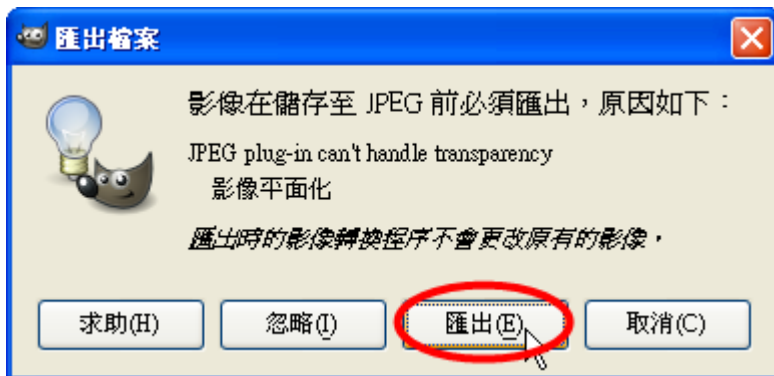 匯出檔案
影像在儲存至 JPEG 前必須匯出，原因如下：
JPEG plug-in can't handle transparency
影像平面化
匯出時的影像轉換程序不會更改原有的影像。
求助(H) 忽略(I) 匯出(E) 取消(C)